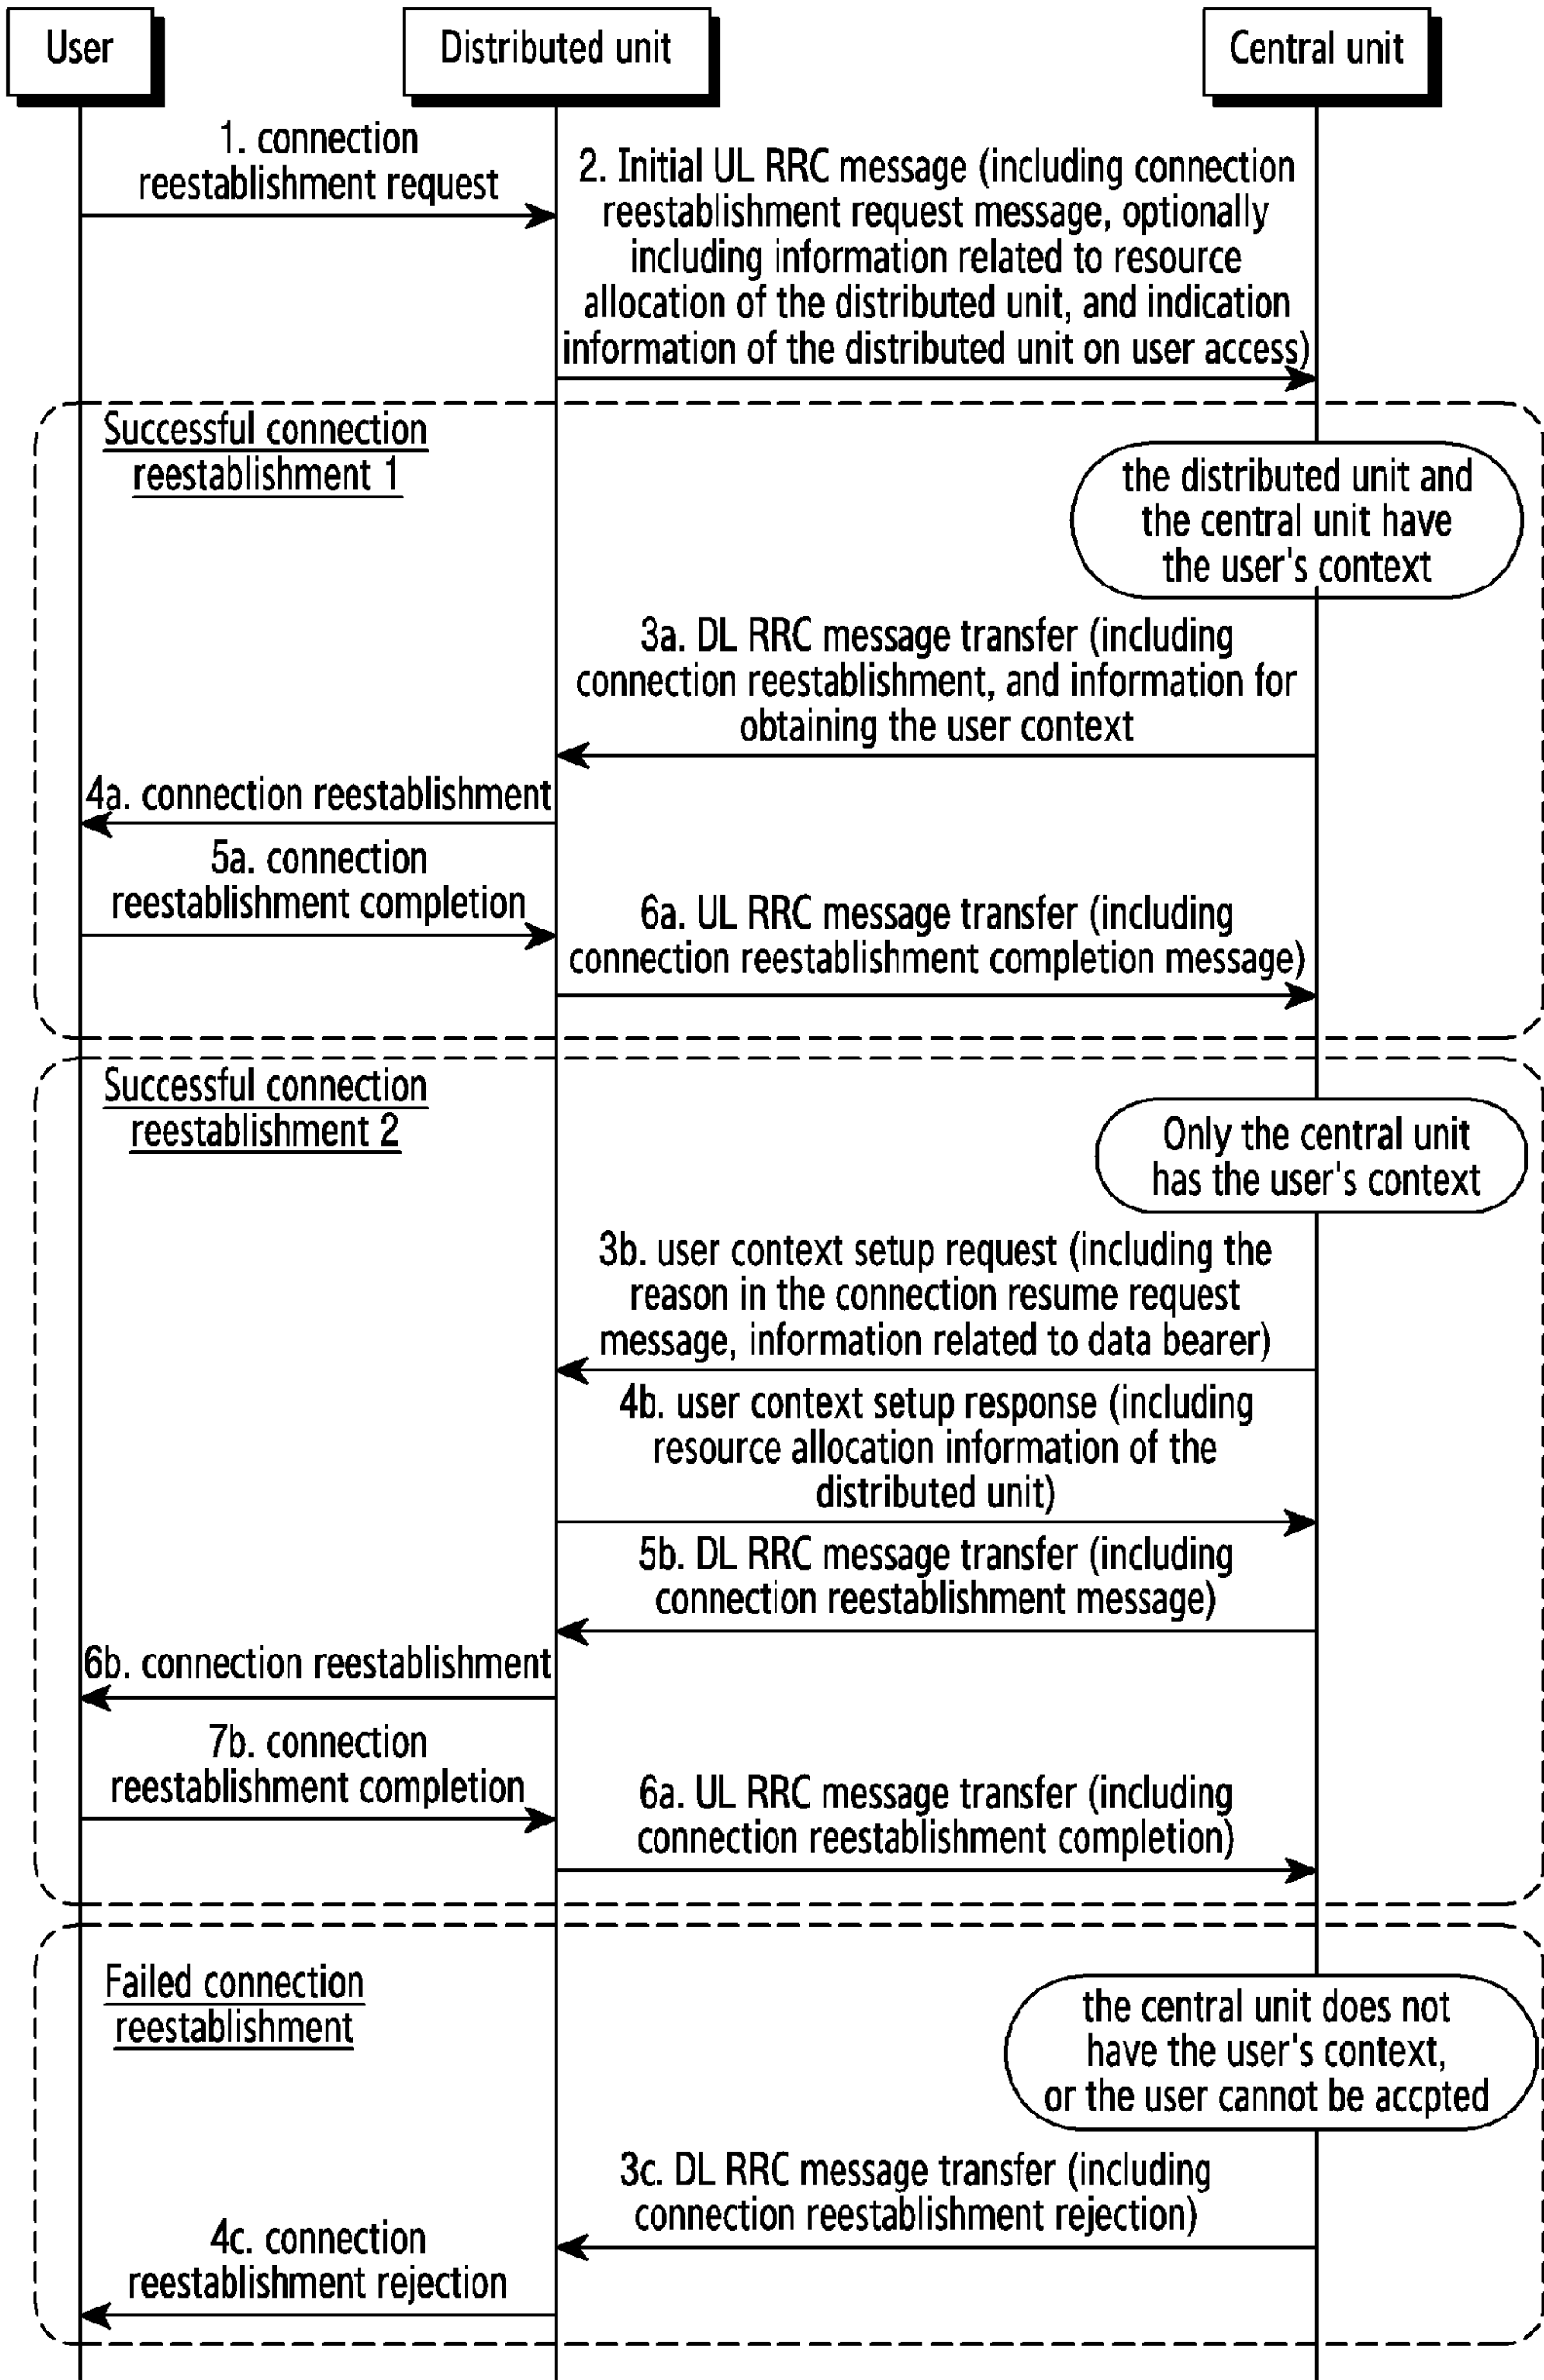 User
Distributed unit
Central unit
1. connection
reestablishment request
2. Initial UL RRC message (including connection
reestablishment request message, optionally
including information related to resource
allocation of the distributed unit, and indication
information of the distributed unit on user access)
Successful connection
reestablishment 1
the distributed unit and
the central unit have
the user's context
3a. DL RRC message transfer (including
connection reestablishment, and information for
obtaining the user context
4a. connection reestablishment
5a. connection
reestablishment completion
6a. UL RRC message transfer (including
connection reestablishment completion message)
Successful connection
reestablishment 2
Only the central unit
has the user's context
3b. user context setup request (including the
reason in the connection resume request
message, information related to data bearer)
4b. user context setup response (including
resource allocation information of the
distributed unit)
5b. DL RRC message transfer (including
connection reestablishment message)
6b. connection reestablishment
7b. connection
reestablishment completion
6a. UL RRC message transfer (including
connection reestablishment completion)
Failed connection
reestablishment
the central unit does not
have the user's context,
or the user cannot be accpted
3c. DL RRC message transfer (including
connection reestablishment rejection)
4c. connection
reestablishment rejection